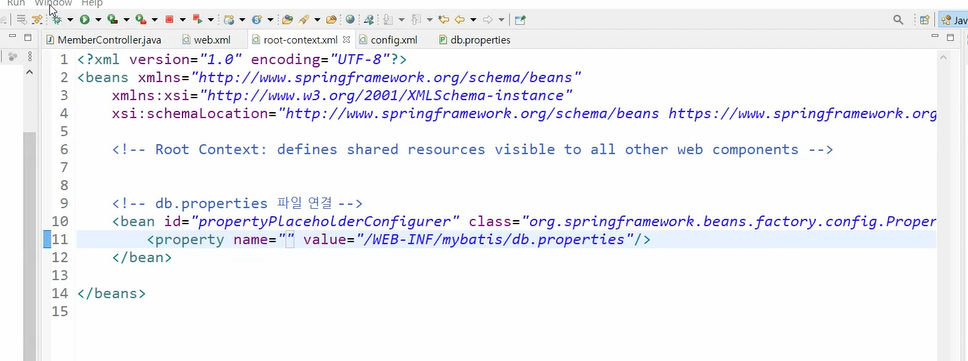 Run Window Help
Java
MemberController.java web.xml root-context.xml config.xml db.properties
1 <?xml version="1.0" encoding="UTF-8"?>
2 <beans xmlns="http://www.springframework.org/schema/beans"
3 xmlns:xsi="http://www.w3.org/2001/XMLSchema-instance"
4 xsi:schemaLocation="http://www.springframework.org/schema/beans https://www.springframework.org
5
6 <!-- Root Context: defines shared resources visible to all other web components -->
7
8
9 <!-- db.properties 파일 연결 -->
10 <bean id="propertyPlaceholderConfigurer" class="org.springframework.beans.factory.config.Proper
11 <property name="" value="/WEB-INF/mybatis/db.properties"/>
12 </bean>
13
14 </beans>
15